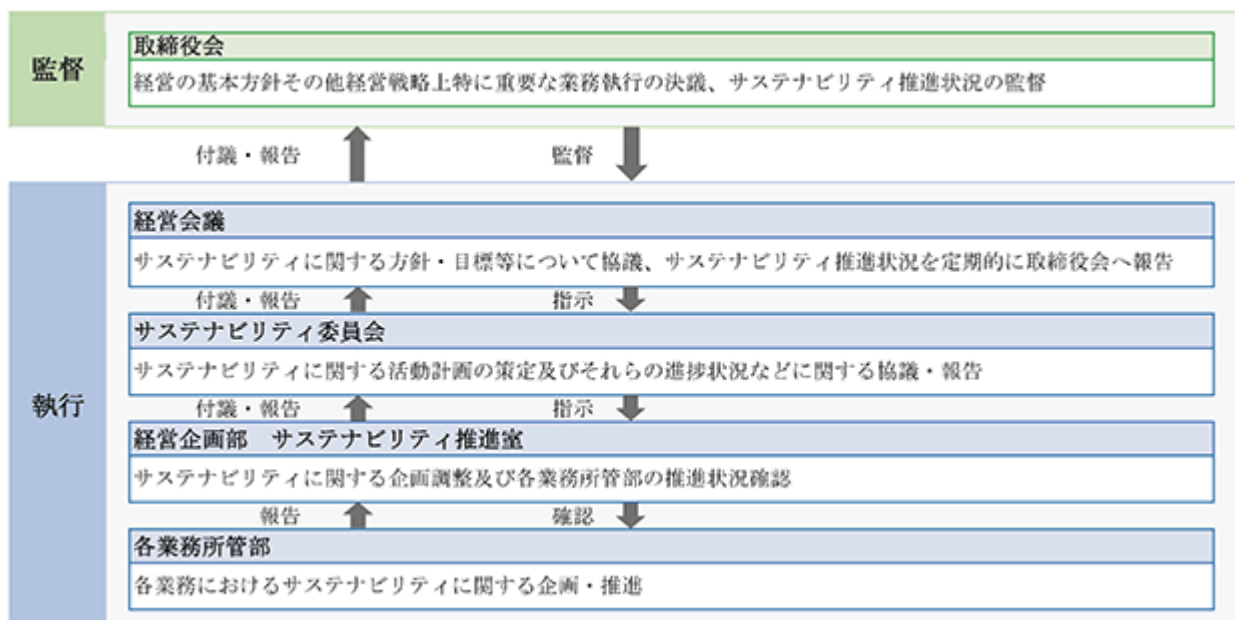 監督
取締役会
経営の基本方針その他経営戦略上特に重要な業務執行の決議、サステナビリティ推進状況の監督
付議・報告
監督
執行
経営会議
サステナビリティに関する方針・目標等について協議、サステナビリティ推進状況を定期的に取締役会へ報告
付議・報告
指示
サステナビリティ委員会
サステナビリティに関する活動計画の策定及びそれらの進捗状況などに関する協議・報告
付議・報告
指示
経営企画部　サステナビリティ推進室
サステナビリティに関する企画調整及び各業務所管部の推進状況確認
報告
確認
各業務所管部
各業務におけるサステナビリティに関する企画・推進